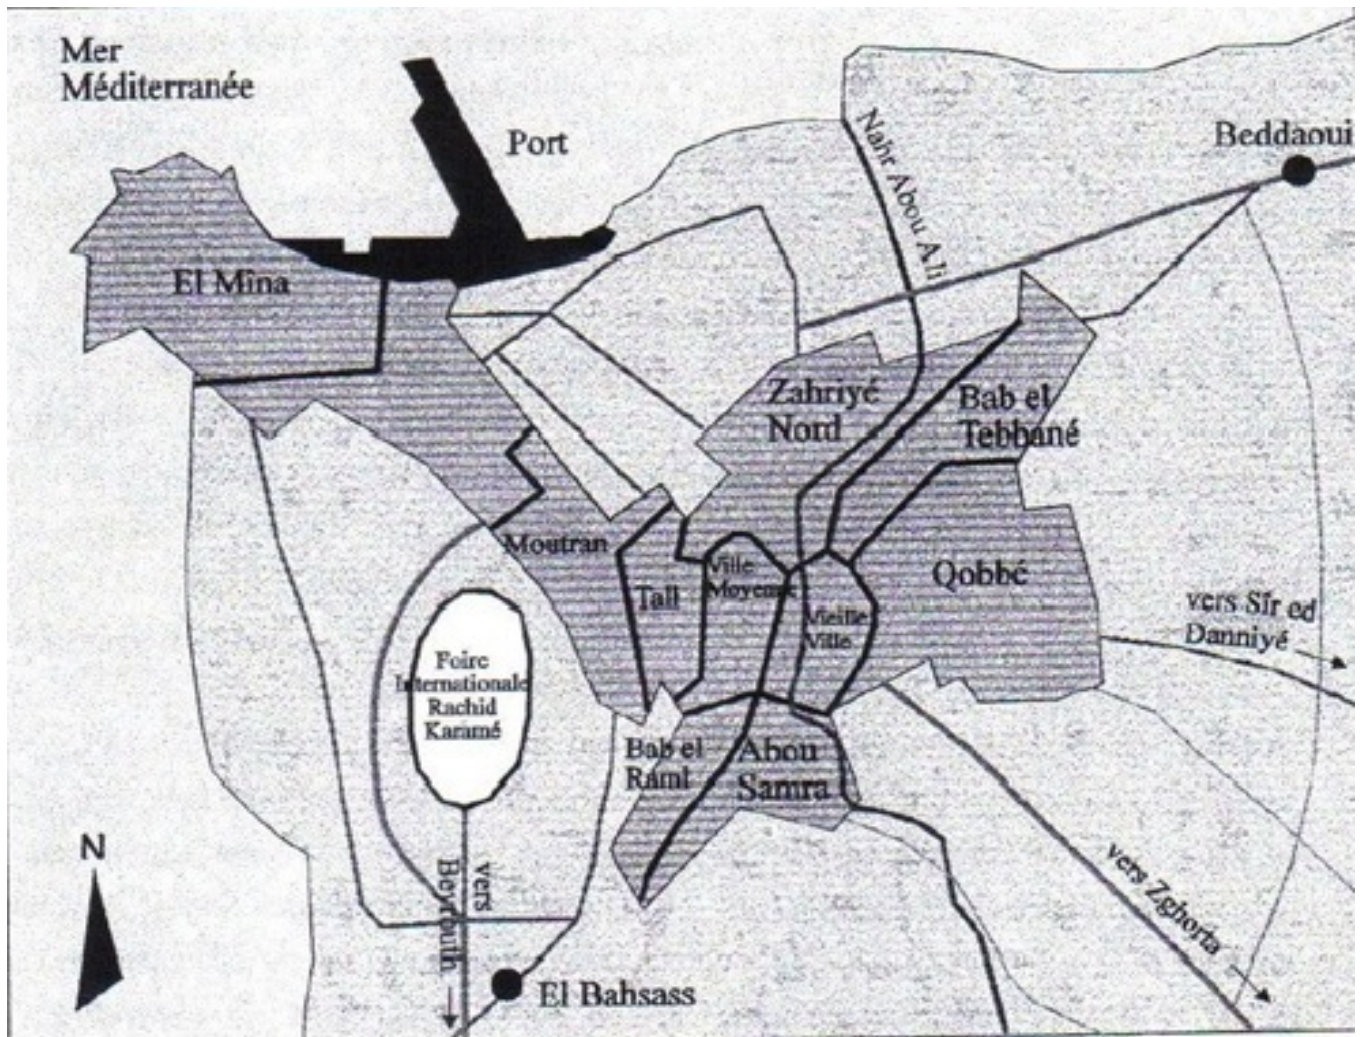 Mer
Méditerranée
Port
Beddaoui
Nahr Abou Ali
El Mîna
Zahriyé
Nord
Bab el
Tebbané
Moutran
Tall
Ville
Moyenne
Vieille
Ville
Qobbé
vers Sîr ed
Danniyé
Foire
Internationale
Rachid
Karamé
Bab el
Raml
Abou
Samra
N
vers
Beyrouth
vers Zghorta
El Bahsass